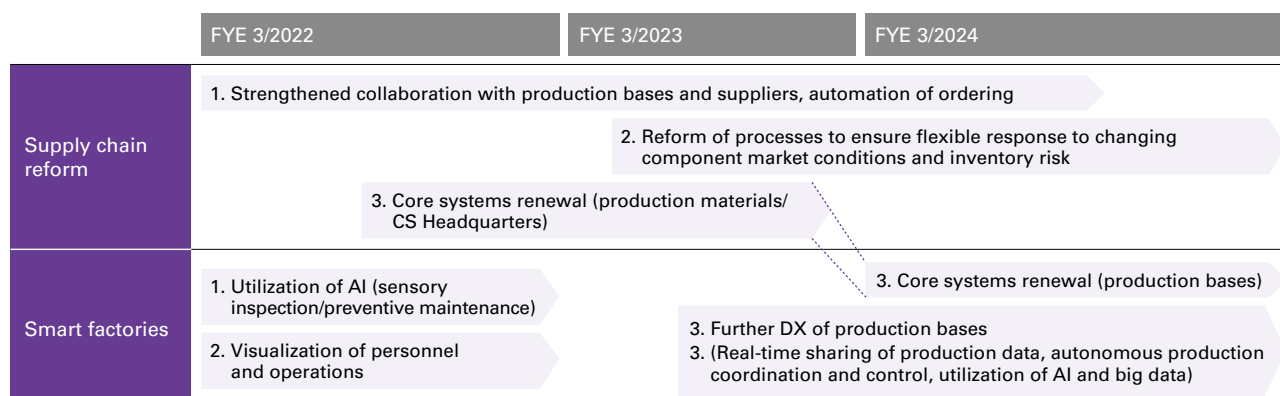 FYE 3/2022
FYE 3/2023
FYE 3/2024
Supply chain
reform
1. Strengthened collaboration with production bases and suppliers, automation of ordering
2. Reform of processes to ensure flexible response to changing
component market conditions and inventory risk
3. Core systems renewal (production materials/
CS Headquarters)
Smart factories
1. Utilization of AI (sensory
inspection/preventive maintenance)
2. Visualization of personnel
and operations
3. Core systems renewal (production bases)
3. Further DX of production bases
3. (Real-time sharing of production data, autonomous production
coordination and control, utilization of AI and big data)